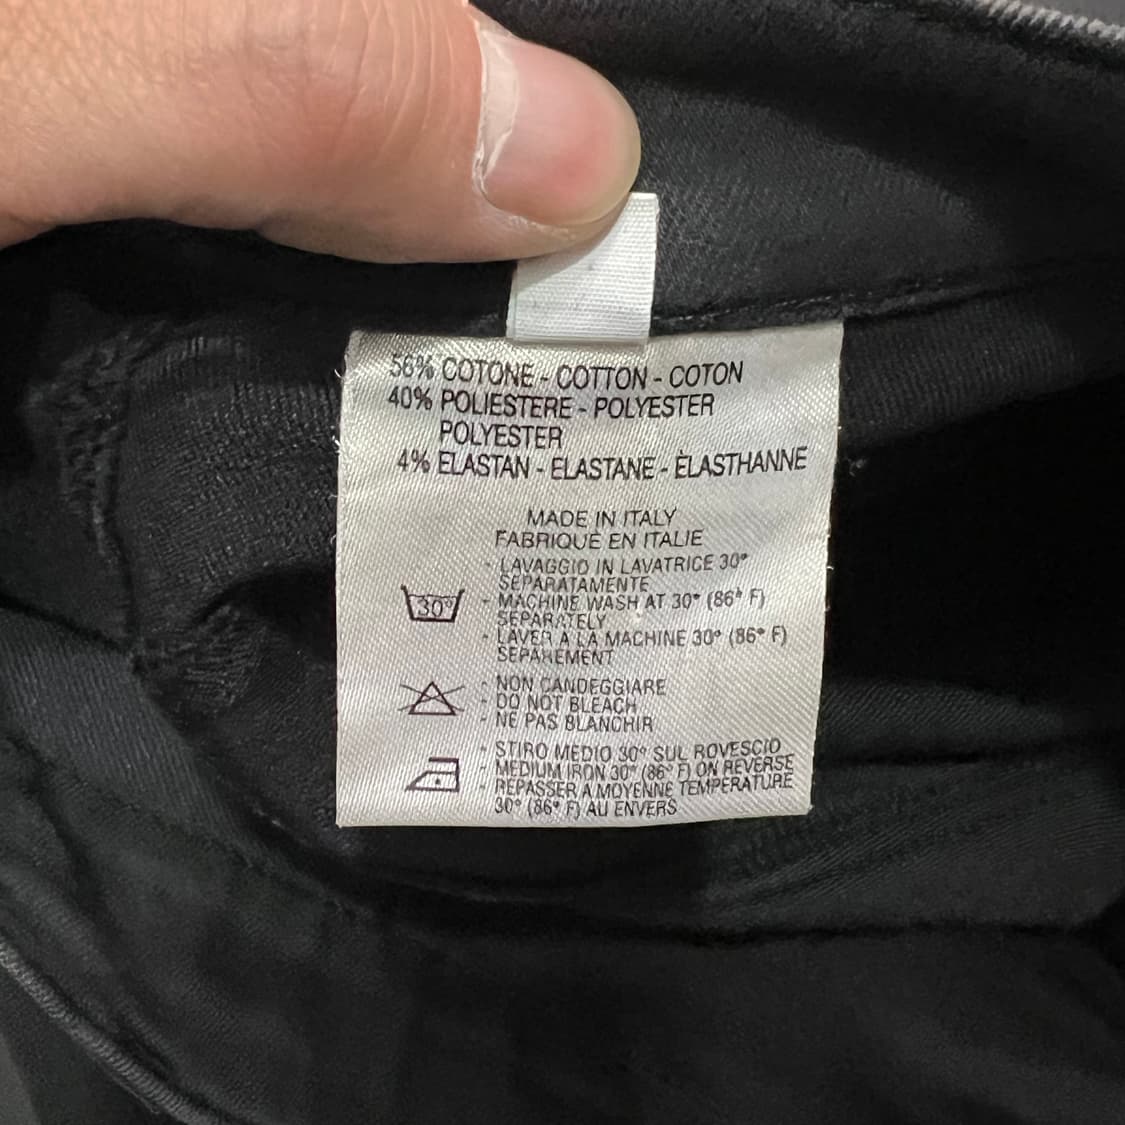 56% COTONE - COTTON - COTON
40% POLIESTERE - POLYESTER
POLYESTER
4% ELASTAN - ELASTANE - ÈLASTHANNE
MADE IN ITALY
FABRIQUE EN ITALIE
- LAVAGGIO IN LAVATRICE 30°
SEPARATAMENTE
30°
- MACHINE WASH AT 30° (86° F)
SEPARATELY
- LAVER A LA MACHINE 30° (86° F)
SEPAREMENT
- NON CANDEGGIARE
- DO NOT BLEACH
- NE PAS BLANCHIR
- STIRO MEDIO 30° SUL ROVESCIO
- MEDIUM IRON 30° (86° F) ON REVERSE
- REPASSER A MOYENNE TEMPERATURE
30° (86° F) AU ENVERS